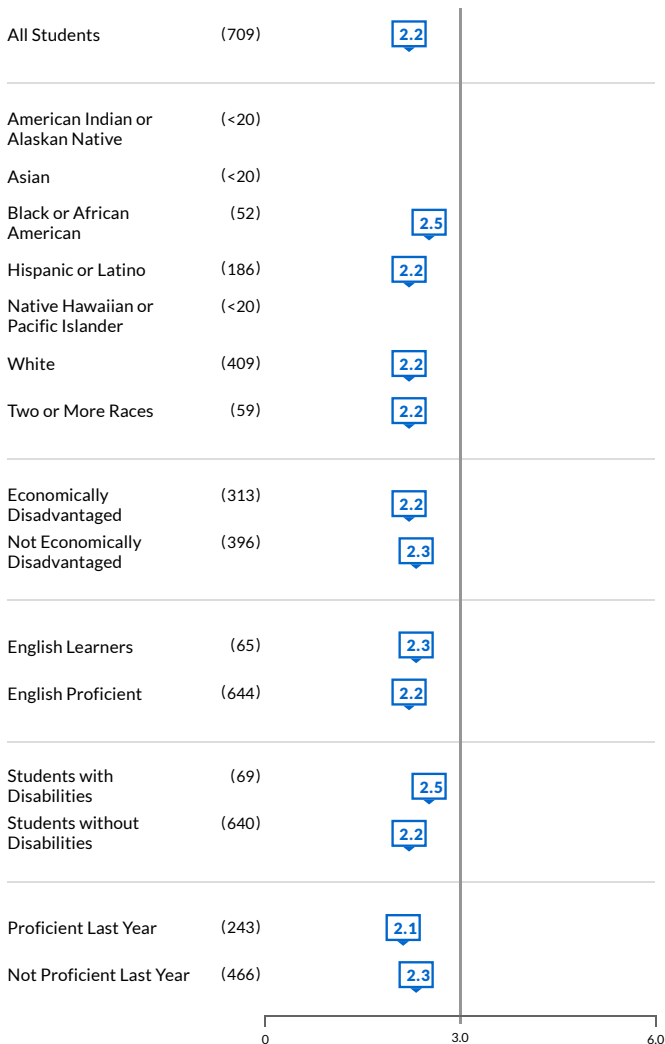 All Students (709) 2.2
American Indian or (<20)
Alaskan Native
Asian (<20)
Black or African (52) 2.5
American
Hispanic or Latino (186) 2.2
Native Hawaiian or (<20)
Pacific Islander
White (409) 2.2
Two or More Races (59) 2.2
Economically (313) 2.2
Disadvantaged
Not Economically (396) 2.3
Disadvantaged
English Learners (65) 2.3
English Proficient (644) 2.2
Students with (69) 2.5
Disabilities
Students without (640) 2.2
Disabilities
Proficient Last Year (243) 2.1
Not Proficient Last Year (466) 2.3
0 3.0 6.0